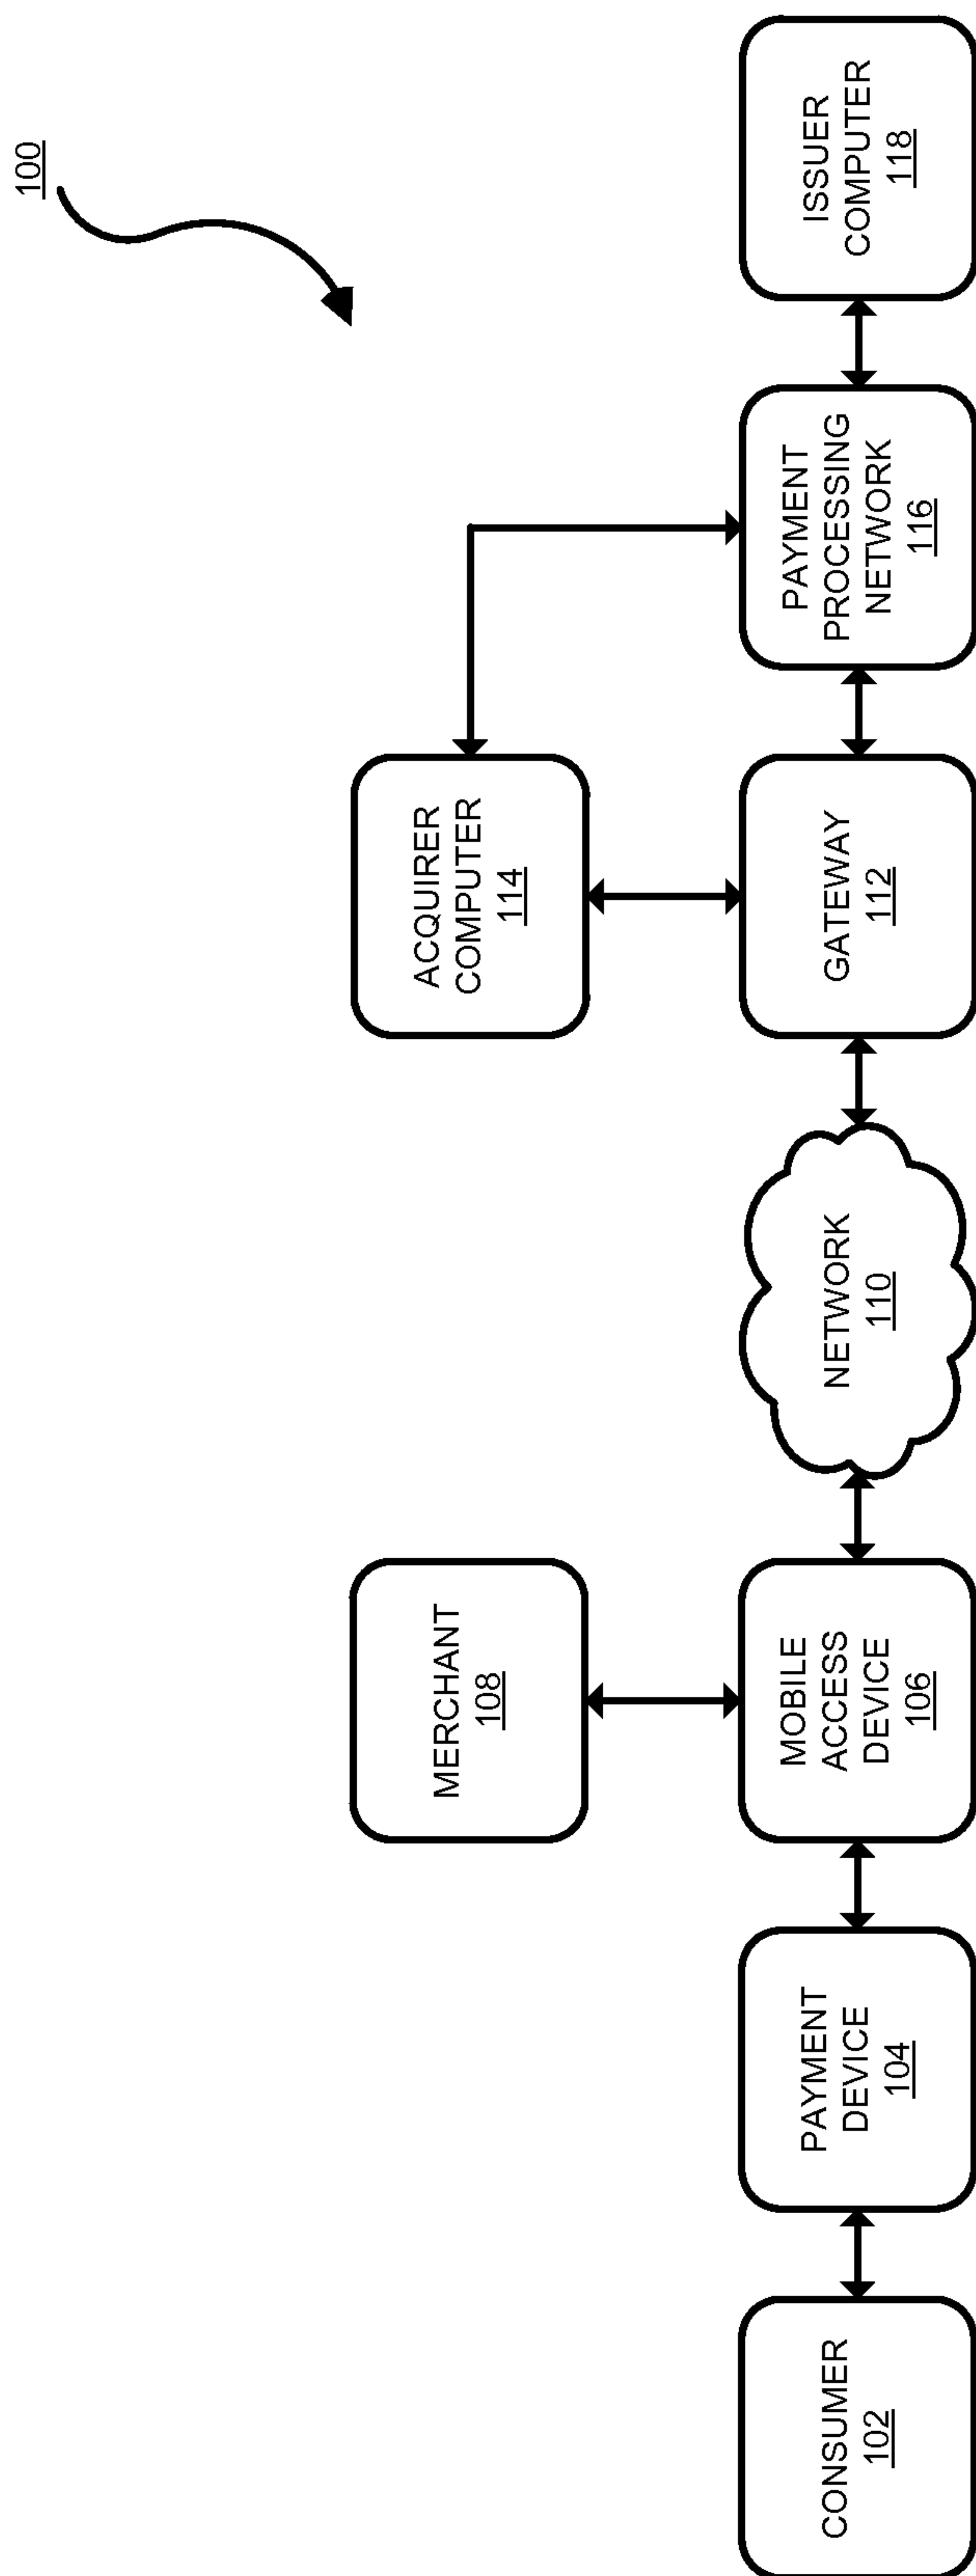 100
MERCHANT
108
ACQUIRER
COMPUTER
114
CONSUMER
102
PAYMENT
DEVICE
104
MOBILE
ACCESS
DEVICE
106
NETWORK
110
GATEWAY
112
PAYMENT
PROCESSING
NETWORK
116
ISSUER
COMPUTER
118